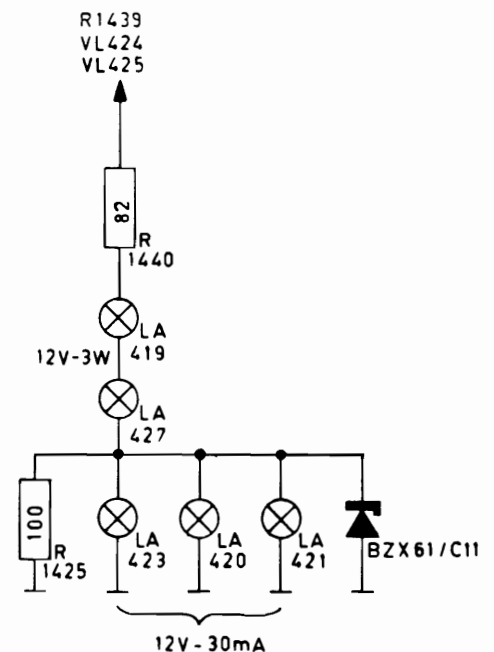 R1439
VL424
VL425
82
R
1440
LA
419
12V-3W
LA
427
100
R
1425
LA
423
LA
420
LA
421
BZX61/C11
12V-30mA